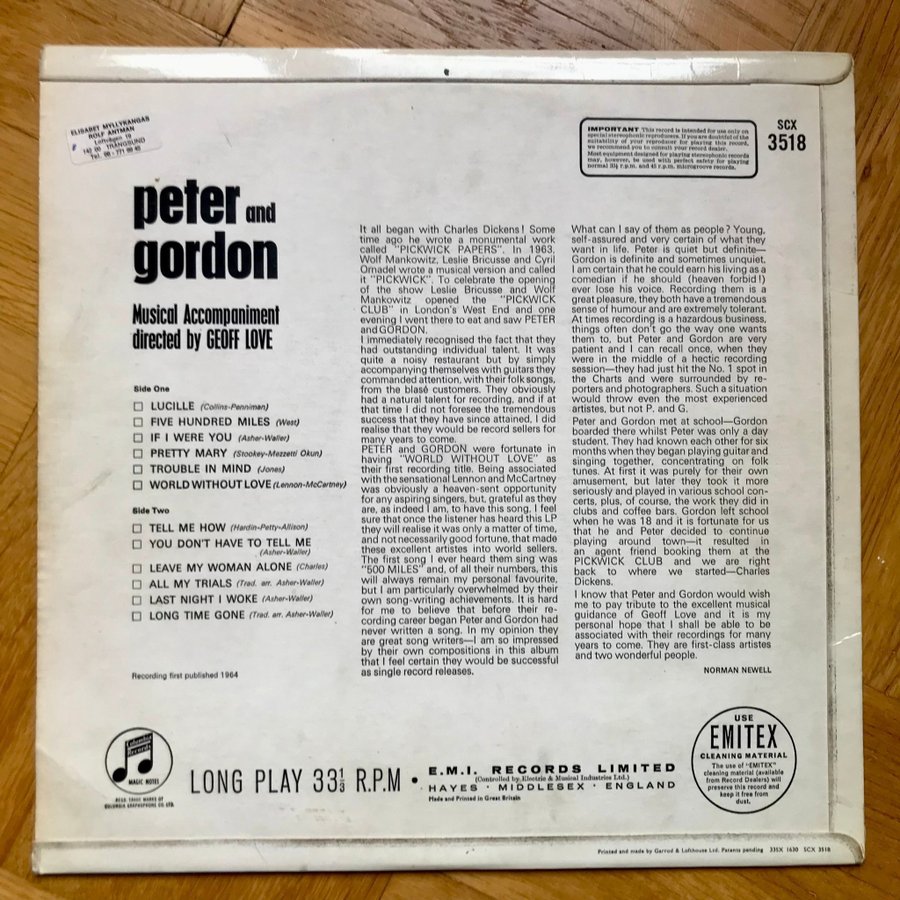 ELISABET MYLLYKANGAS
ROLF ANTMAN
Luftvägen 19
142 00 TRÅNGSUND
IMPORTANT This record is intended for use only on
special stereophonic reproducers. If you are doubtful of the
suitability of your reproducer for playing this record,
we recommend you to consult your record dealer.
Most equipment designed for playing stereophonic records
may, however, be used with perfect safety for playing
normal 33⅓ r.p.m. and 45 r.p.m. microgroove records.
SCX
3518
peter and
gordon
Musical Accompaniment
directed by GEOFF LOVE
Side One
LUCILLE (Collins-Penniman)
FIVE HUNDRED MILES (West)
IF I WERE YOU (Asher-Waller)
PRETTY MARY (Stookey-Mezzetti Okun)
TROUBLE IN MIND (Jones)
WORLD WITHOUT LOVE (Lennon-McCartney)
Side Two
TELL ME HOW (Hardin-Petty-Allison)
YOU DON'T HAVE TO TELL ME
(Asher-Waller)
LEAVE MY WOMAN ALONE (Charles)
ALL MY TRIALS (Trad. arr. Asher-Waller)
LAST NIGHT I WOKE (Asher-Waller)
LONG TIME GONE (Trad. arr. Asher-Waller)
Recording first published 1964
It all began with Charles Dickens! Some
time ago he wrote a monumental work
called "PICKWICK PAPERS". In 1963,
Wolf Mankowitz, Leslie Bricusse and Cyril
Ornadel wrote a musical version and called
it "PICKWICK". To celebrate the opening
of the show Leslie Bricusse and Wolf
Mankowitz opened the "PICKWICK
CLUB" in London's West End and one
evening I went there to eat and saw PETER
and GORDON.
I immediately recognised the fact that they
had outstanding individual talent. It was
quite a noisy restaurant but by simply
accompanying themselves with guitars they
commanded attention, with their folk songs,
from the blasé customers. They obviously
had a natural talent for recording, and if at
that time I did not foresee the tremendous
success that they have since attained, I did
realise that they would be record sellers for
many years to come.
PETER and GORDON were fortunate in
having "WORLD WITHOUT LOVE" as
their first recording title. Being associated
with the sensational Lennon and McCartney
was obviously a heaven-sent opportunity
for any aspiring singers, but, grateful as they
are, as indeed I am, to have this song, I feel
sure that once the listener has heard this LP
they will realise it was only a matter of time,
and not necessarily good fortune, that made
these excellent artistes into world sellers.
The first song I ever heard them sing was
"500 MILES" and, of all their numbers, this
will always remain my personal favourite,
but I am particularly overwhelmed by their
own song-writing achievements. It is hard
for me to believe that before their re-
cording career began Peter and Gordon had
never written a song. In my opinion they
are great song writers—I am so impressed
by their own compositions in this album
that I feel certain they would be successful
as single record releases.
What can I say of them as people? Young,
self-assured and very certain of what they
want in life. Peter is quiet but definite—
Gordon is definite and sometimes unquiet.
I am certain that he could earn his living as a
comedian if he should (heaven forbid!)
ever lose his voice. Recording them is a
great pleasure, they both have a tremendous
sense of humour and are extremely tolerant.
At times recording is a hazardous business,
things often don't go the way one wants
them to, but Peter and Gordon are very
patient and I can recall once, when they
were in the middle of a hectic recording
session—they had just hit the No. 1 spot in
the Charts and were surrounded by re-
porters and photographers. Such a situation
would throw even the most experienced
artistes, but not P. and G.
Peter and Gordon met at school—Gordon
boarded there whilst Peter was only a day
student. They had known each other for six
months when they began playing guitar and
singing together, concentrating on folk
tunes. At first it was purely for their own
amusement, but later they took it more
seriously and played in various school con-
certs, plus, of course, the work they did in
clubs and coffee bars. Gordon left school
when he was 18 and it is fortunate for us
that he and Peter decided to continue
playing around town—it resulted in
an agent friend booking them at the
PICKWICK CLUB and we are right
back to where we started—Charles
Dickens.
I know that Peter and Gordon would wish
me to pay tribute to the excellent musical
guidance of Geoff Love and it is my
personal hope that I shall be able to be
associated with their recordings for many
years to come. They are first-class artistes
and two wonderful people.
NORMAN NEWELL
Columbia
Records
MAGIC NOTES
REGD. TRADE MARKS OF
COLUMBIA GRAPHOPHONE CO. LTD.
LONG PLAY 33⅓ R.P.M •
E.M.I. RECORDS LIMITED
(Controlled by Electric & Musical Industries Ltd.)
HAYES • MIDDLESEX • ENGLAND
Made and Printed in Great Britain
USE
EMITEX
CLEANING MATERIAL
The use of "EMITEX"
cleaning material (available
from Record Dealers) will
preserve this record and
keep it free from
dust.
Printed and made by Garrod & Lofthouse Ltd. Patents pending 33SX 1630 SCX 3518